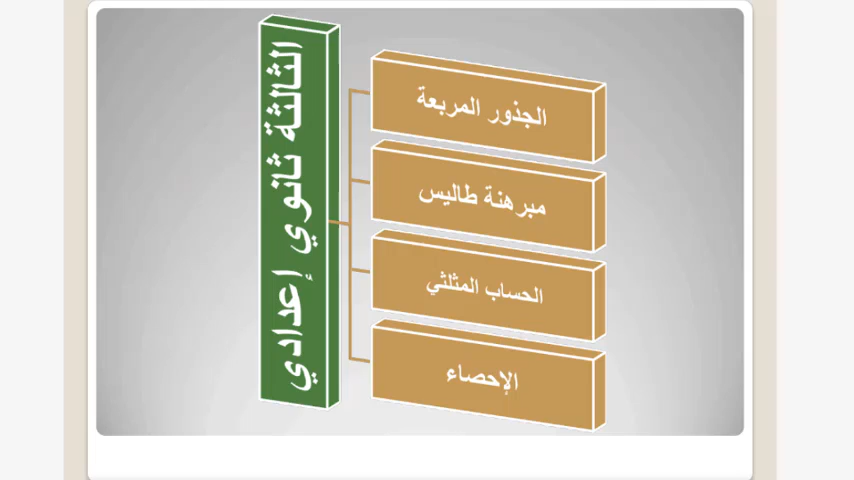 الثالثة ثانوي إعدادي
الجذور المربعة
مبرهنة طاليس
الحساب المثلثي
الإحصاء